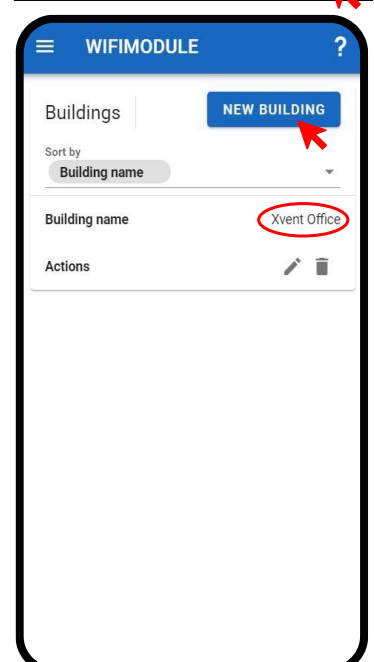 WIFIMODULE ?
Buildings NEW BUILDING
Sort by
Building name
Building name Xvent Office
Actions